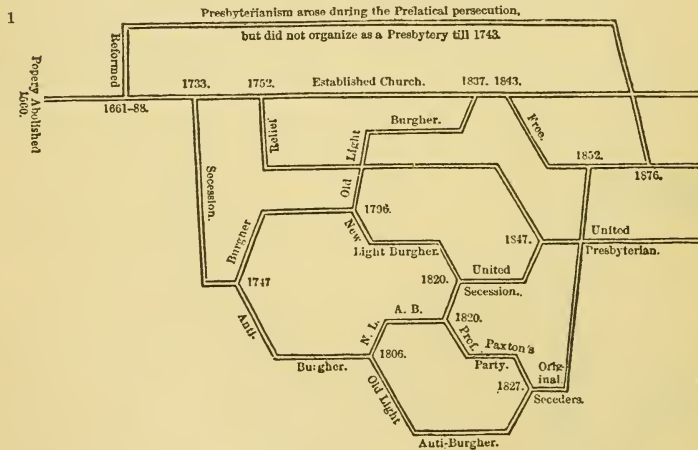 1
Presbyterianism arose during the Prelatical persecution,
but did not organize as a Presbytery till 1743.
Reformed
Popery Abolished
1560.
1661-88.
1733.
1752.
Established Church.
1837. 1843.
Relief
Light
Burgher.
Free.
1852.
1876.
Secession.
Old
1796.
Burgher
New
Light Burgher.
1847.
United
Presbyterian.
1747
1820.
United
Secession.
Anti-
Burgher.
N. L.
A. B.
1820.
1806.
Prof. Paxton's
Party.
Old Light
1827.
Orig-
inal
Seceders.
Anti-Burgher.